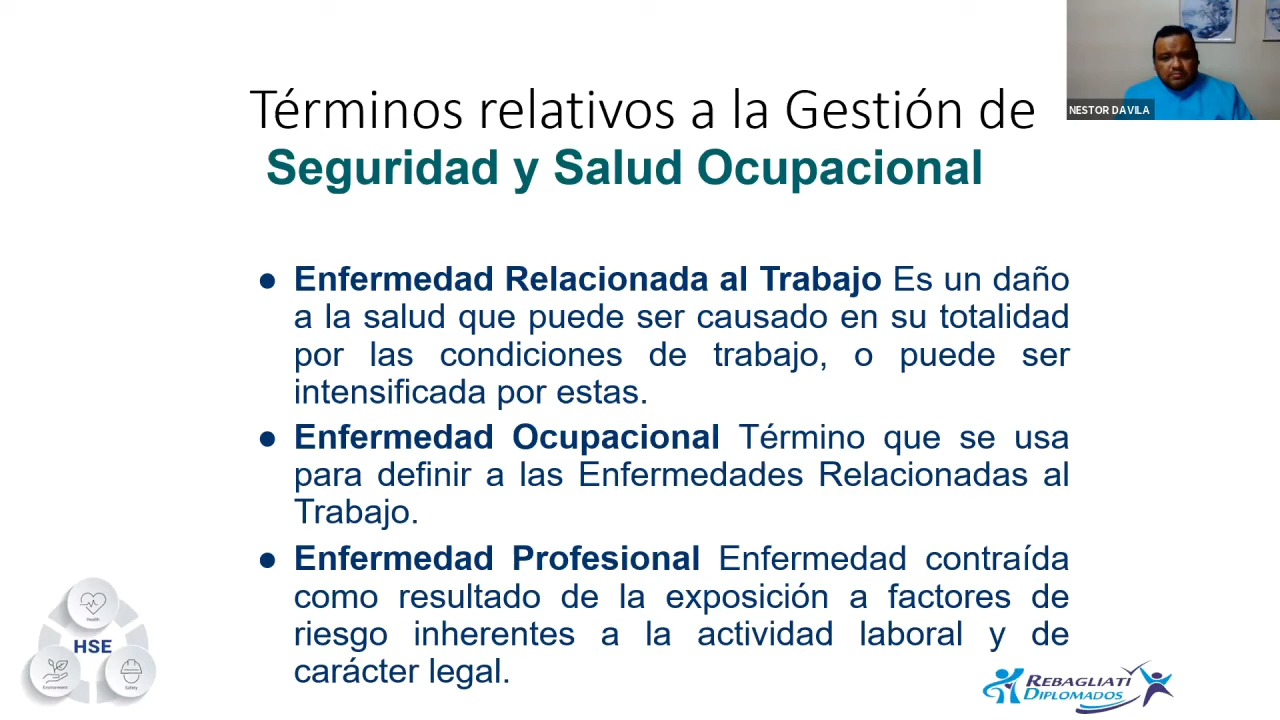 NESTOR DAVILA
Términos relativos a la Gestión de
Seguridad y Salud Ocupacional
● Enfermedad Relacionada al Trabajo Es un daño
a la salud que puede ser causado en su totalidad
por las condiciones de trabajo, o puede ser
intensificada por estas.
● Enfermedad Ocupacional Término que se usa
para definir a las Enfermedades Relacionadas al
Trabajo.
● Enfermedad Profesional Enfermedad contraída
como resultado de la exposición a factores de
riesgo inherentes a la actividad laboral y de
carácter legal.
Health
HSE
Environment
Safety
REBAGLIATI
DIPLOMADOS